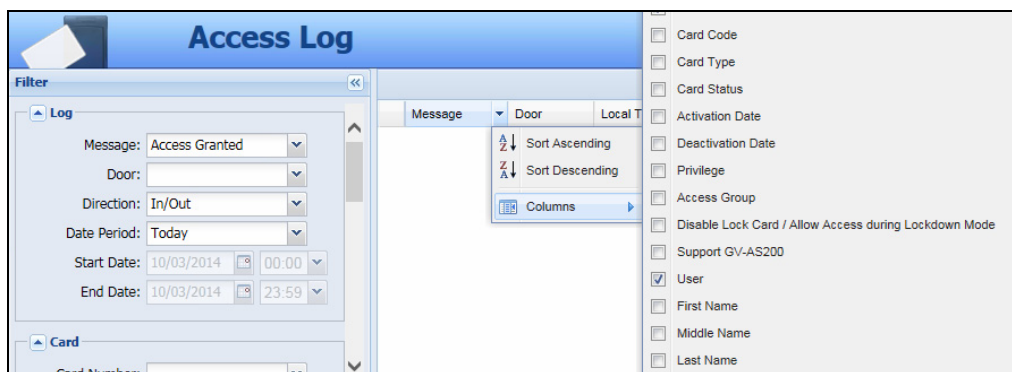 Access Log
Filter
Log
Message: Access Granted
Door:
Direction: In/Out
Date Period: Today
Start Date: 10/03/2014 00:00
End Date: 10/03/2014 23:59
Card
Card Number:
Message Door Local T
Sort Ascending
Sort Descending
Columns
Card Code
Card Type
Card Status
Activation Date
Deactivation Date
Privilege
Access Group
Disable Lock Card / Allow Access during Lockdown Mode
Support GV-AS200
User
First Name
Middle Name
Last Name